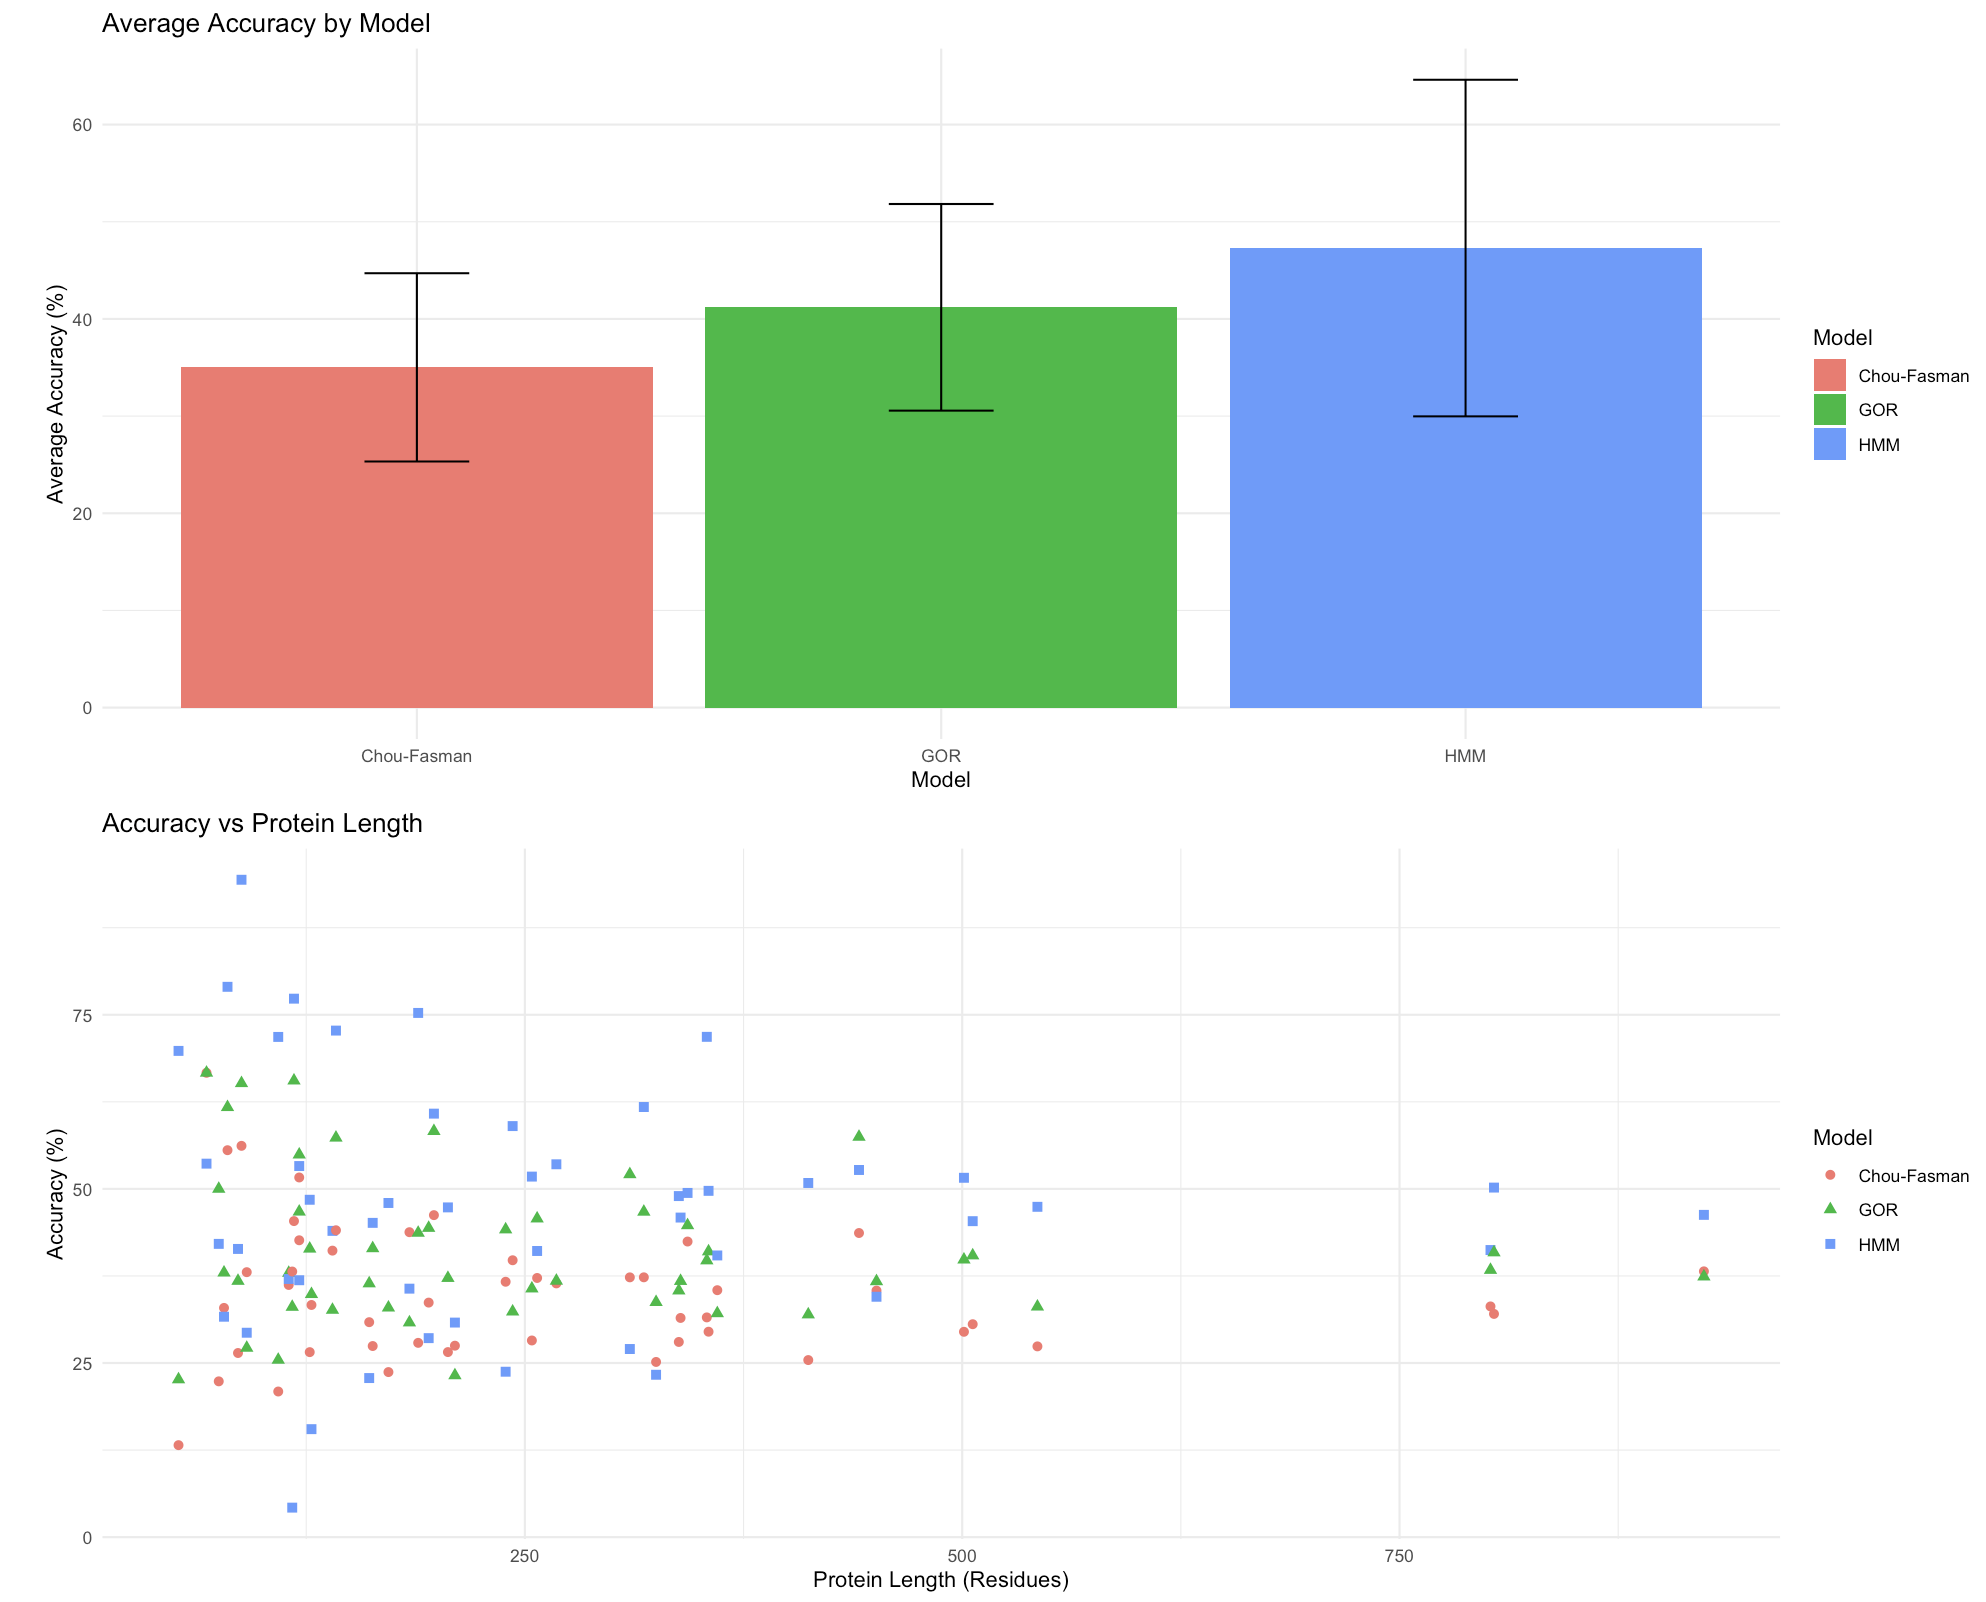 Average Accuracy by Model
60
40
20
0
Average Accuracy (%)
Chou-Fasman
GOR
HMM
Model
Model
Chou-Fasman
GOR
HMM
Accuracy vs Protein Length
75
50
25
0
Accuracy (%)
250
500
750
Protein Length (Residues)
Model
Chou-Fasman
GOR
HMM